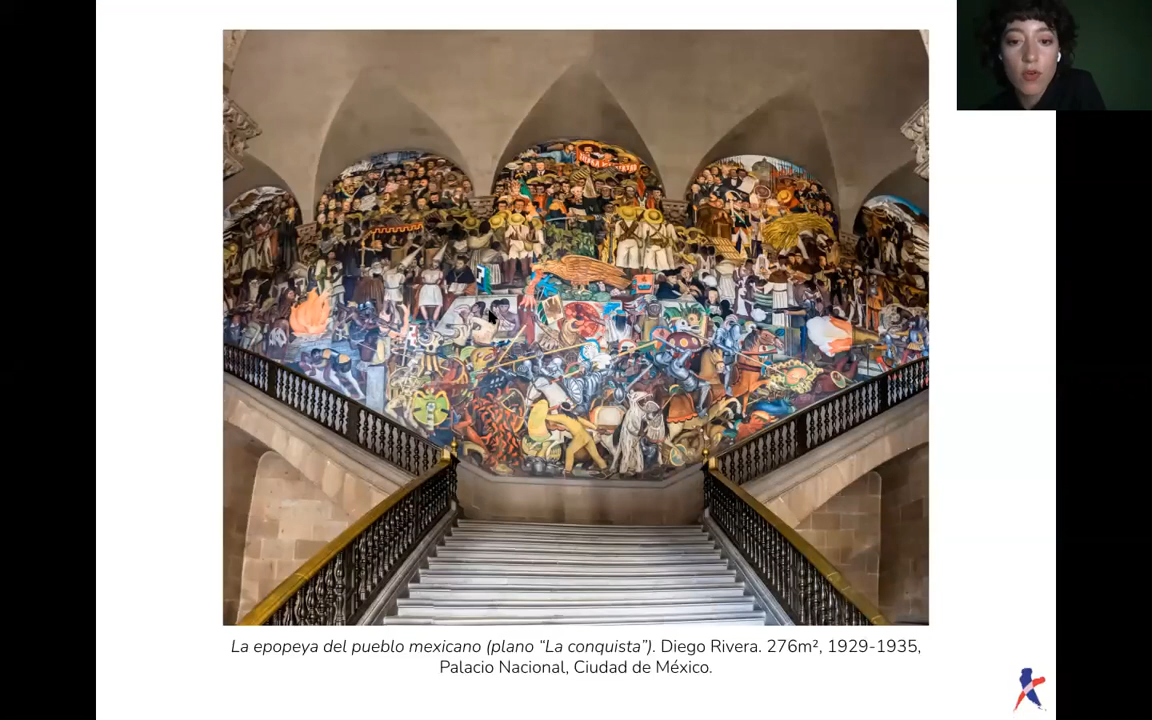 La epopeya del pueblo mexicano (plano “La conquista”). Diego Rivera. 276m², 1929-1935,
Palacio Nacional, Ciudad de México.